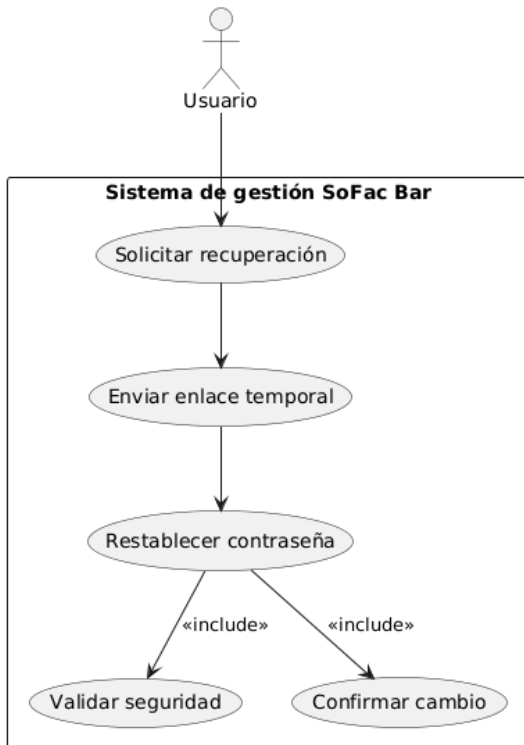 Usuario
Sistema de gestión SoFac Bar
Solicitar recuperación
Enviar enlace temporal
Restablecer contraseña
«include»
«include»
Validar seguridad
Confirmar cambio